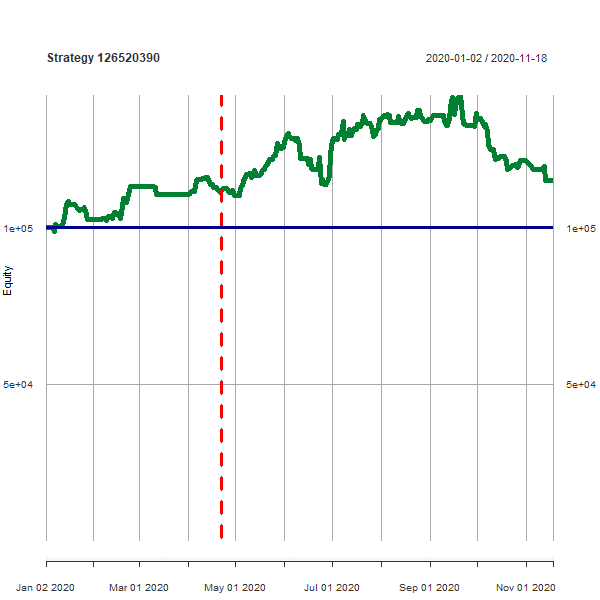 Strategy 126520390
2020-01-02 / 2020-11-18
1e+05
1e+05
Equity
5e+04
5e+04
Jan 02 2020
Mar 01 2020
May 01 2020
Jul 01 2020
Sep 01 2020
Nov 01 2020